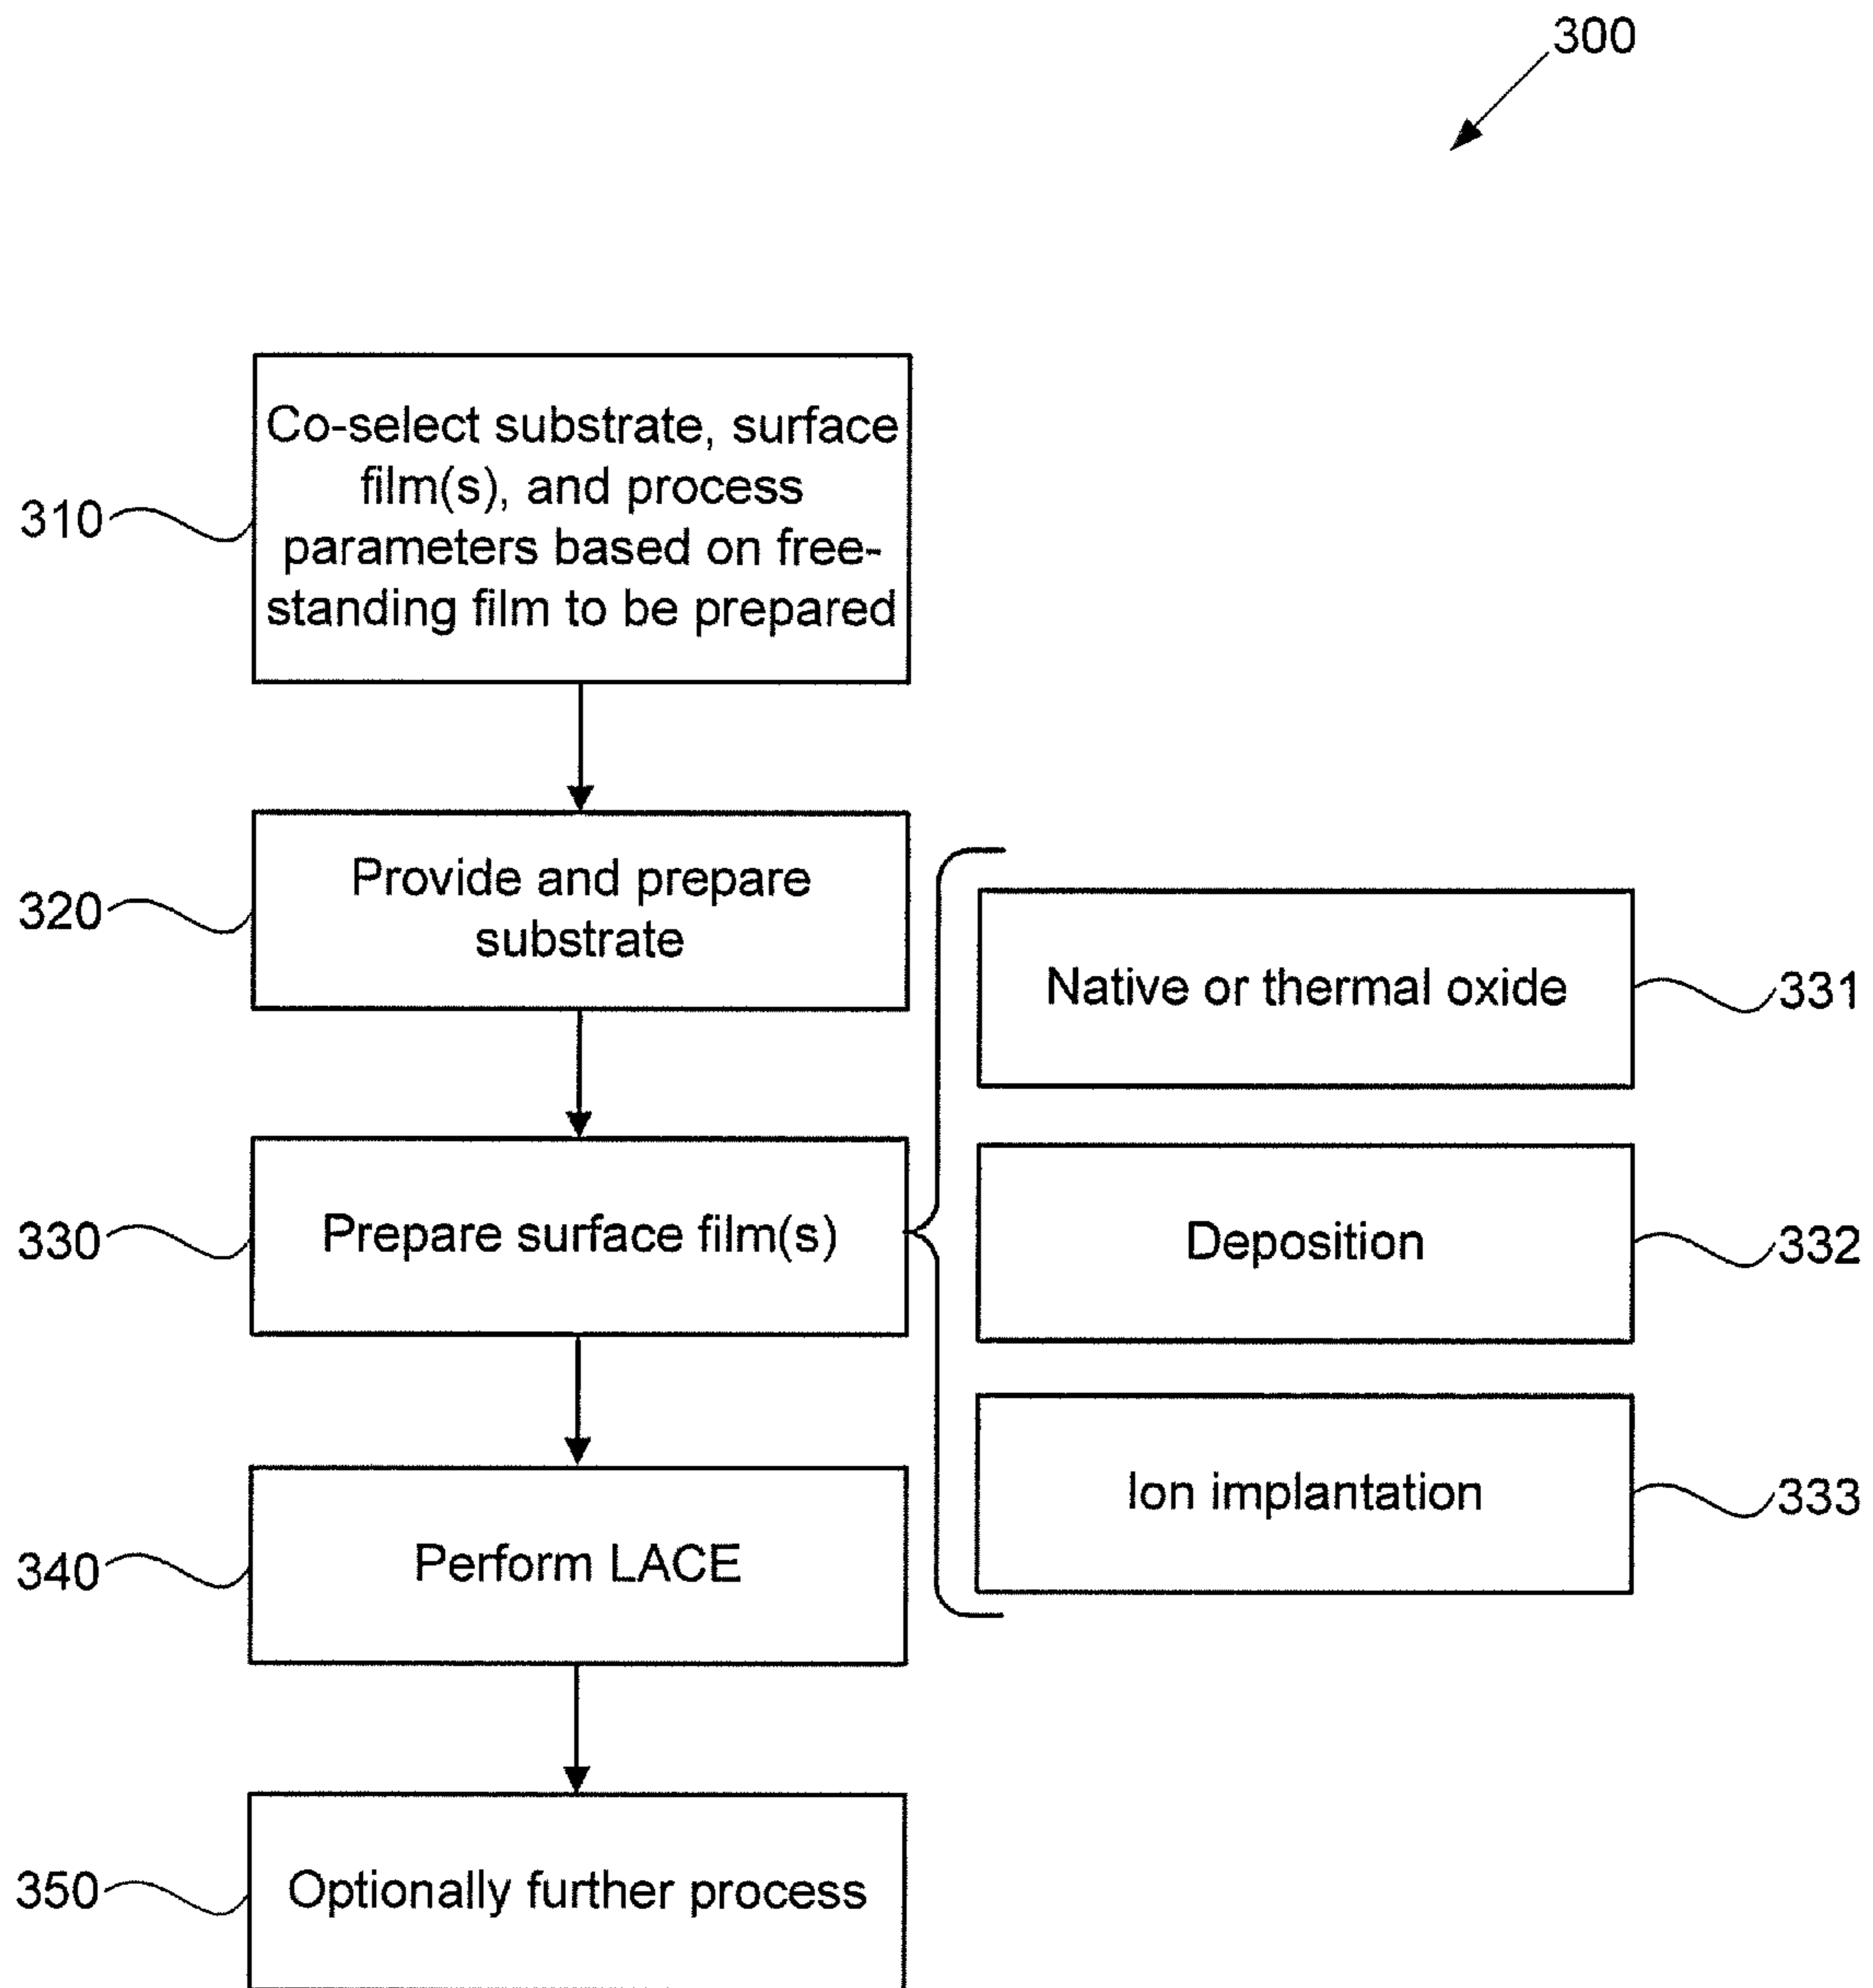 300
310
Co-select substrate, surface
film(s), and process
parameters based on free-
standing film to be prepared
320
Provide and prepare
substrate
330
Prepare surface film(s)
Native or thermal oxide
331
Deposition
332
Ion implantation
333
340
Perform LACE
350
Optionally further process